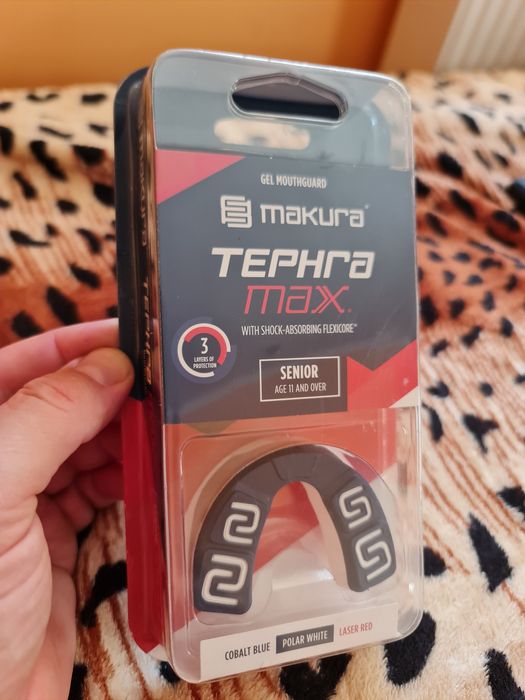 GEL MOUTHGUARD
makura®
TEPHRA
max®
WITH SHOCK-ABSORBING FLEXICORE™
3
LAYERS OF
PROTECTION
SENIOR
AGE 11 AND OVER
COBALT BLUE
POLAR WHITE
LASER RED